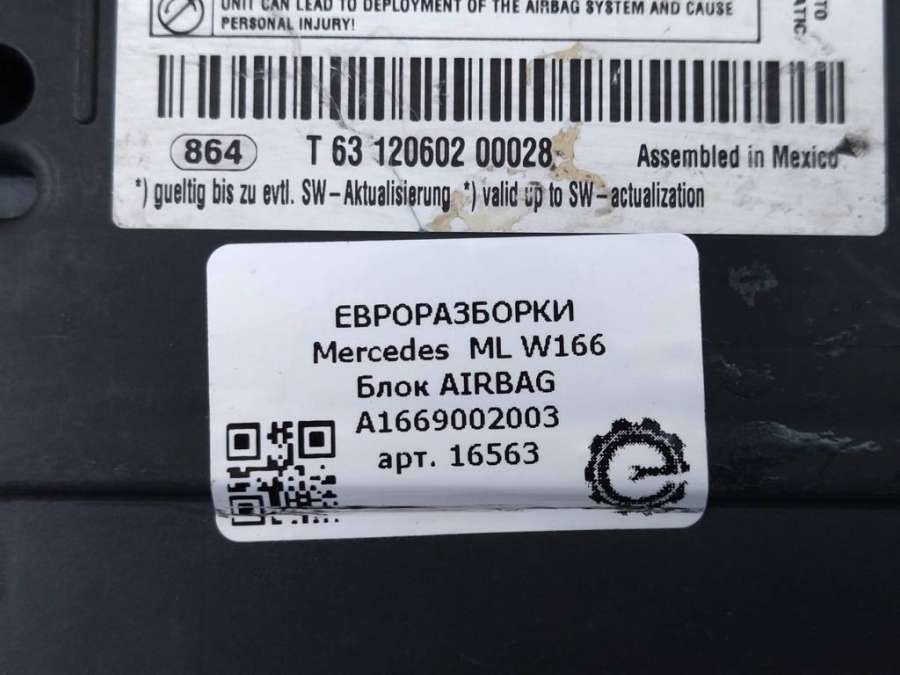 UNIT CAN LEAD TO DEPLOYMENT OF THE AIRBAG SYSTEM AND CAUSE
PERSONAL INJURY!
864 T 63 120602 00028 Assembled in Mexico
*) gueltig bis zu evtl. SW-Aktualisierung *) valid up to SW-actualization
ЕВРОРАЗБОРКИ
Mercedes ML W166
Блок AIRBAG
A1669002003
арт. 16563